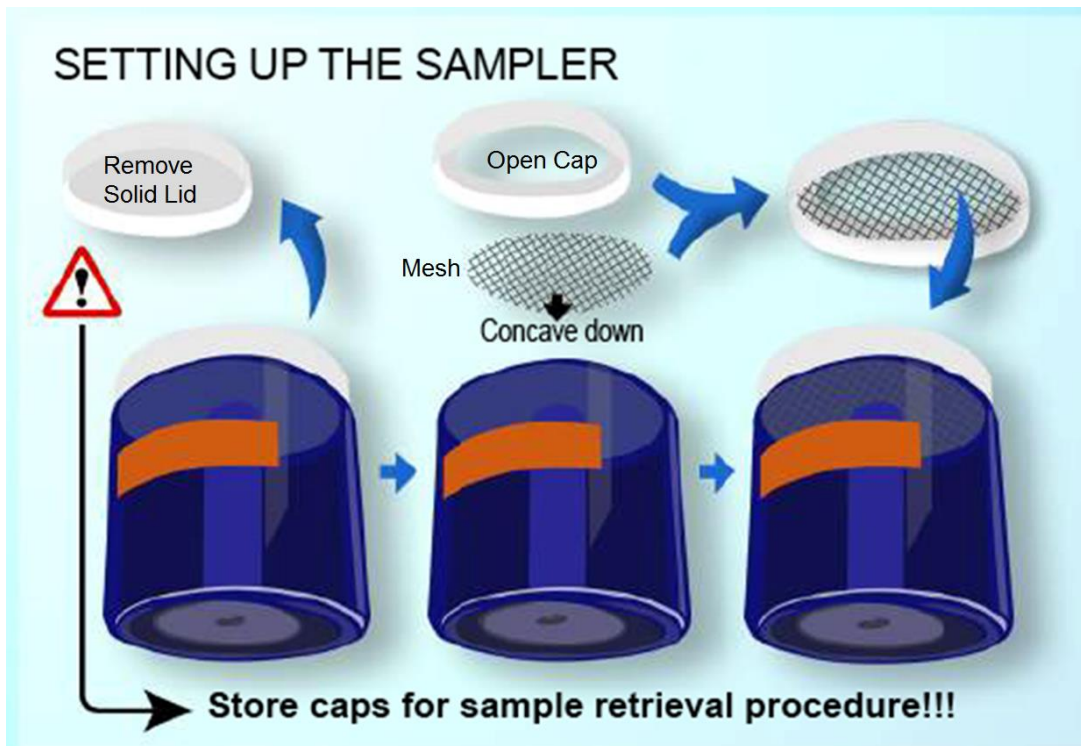 SETTING UP THE SAMPLER
Remove
Solid Lid
Open Cap
Mesh
Concave down
Store caps for sample retrieval procedure!!!